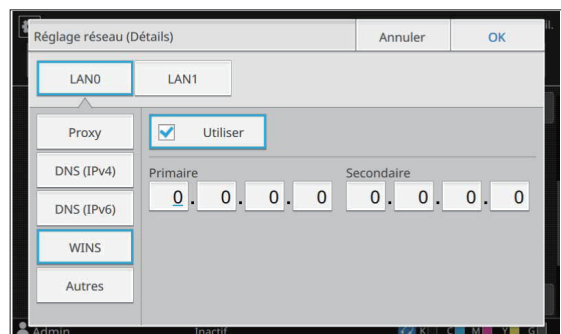 Réglage réseau (Détails) Annuler OK
il.
LAN0 LAN1
Proxy
Utiliser
DNS (IPv4)
Primaire Secondaire
0. 0. 0. 0 0. 0. 0. 0
DNS (IPv6)
WINS
Autres
Admin Inactif K C M Y G